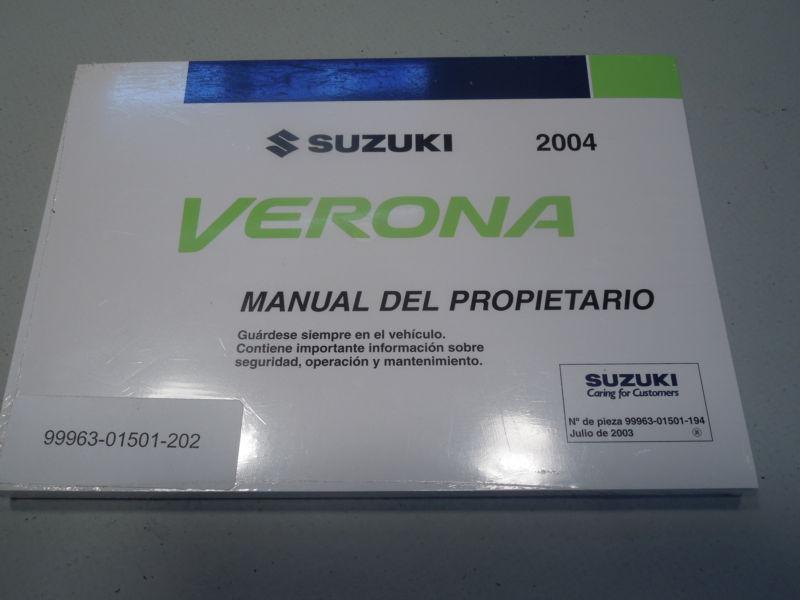 SUZUKI 2004
VERONA
MANUAL DEL PROPIETARIO
Guárdese siempre en el vehículo.
Contiene importante información sobre
seguridad, operación y mantenimiento.
SUZUKI
Caring for Customers
Nº de pieza 99963-01501-194
Julio de 2003 ®
99963-01501-202